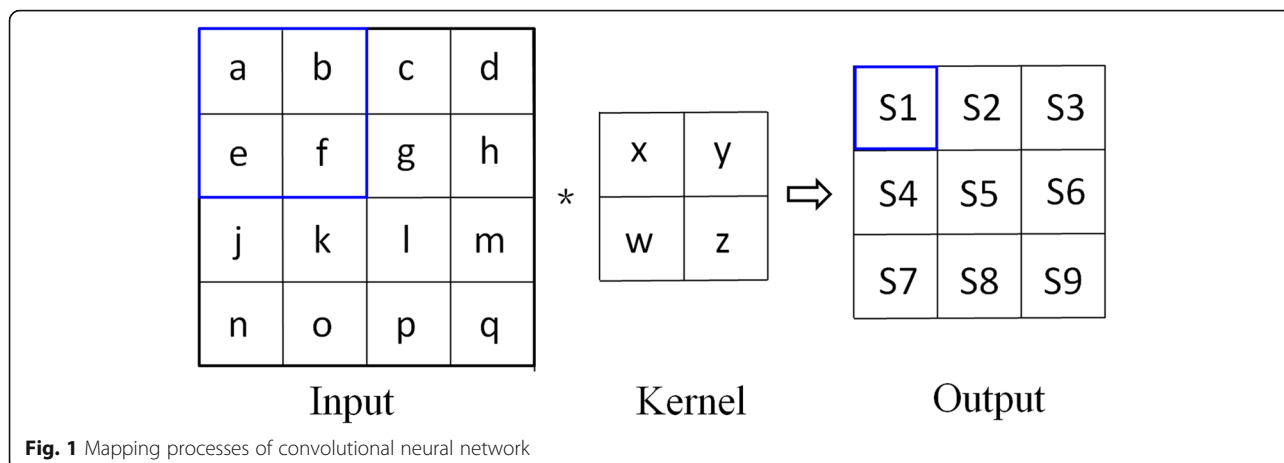 a b c d
e f g h
j k l m
n o p q
*
x y
w z
S1 S2 S3
S4 S5 S6
S7 S8 S9
Input
Kernel
Output
Fig. 1 Mapping processes of convolutional neural network